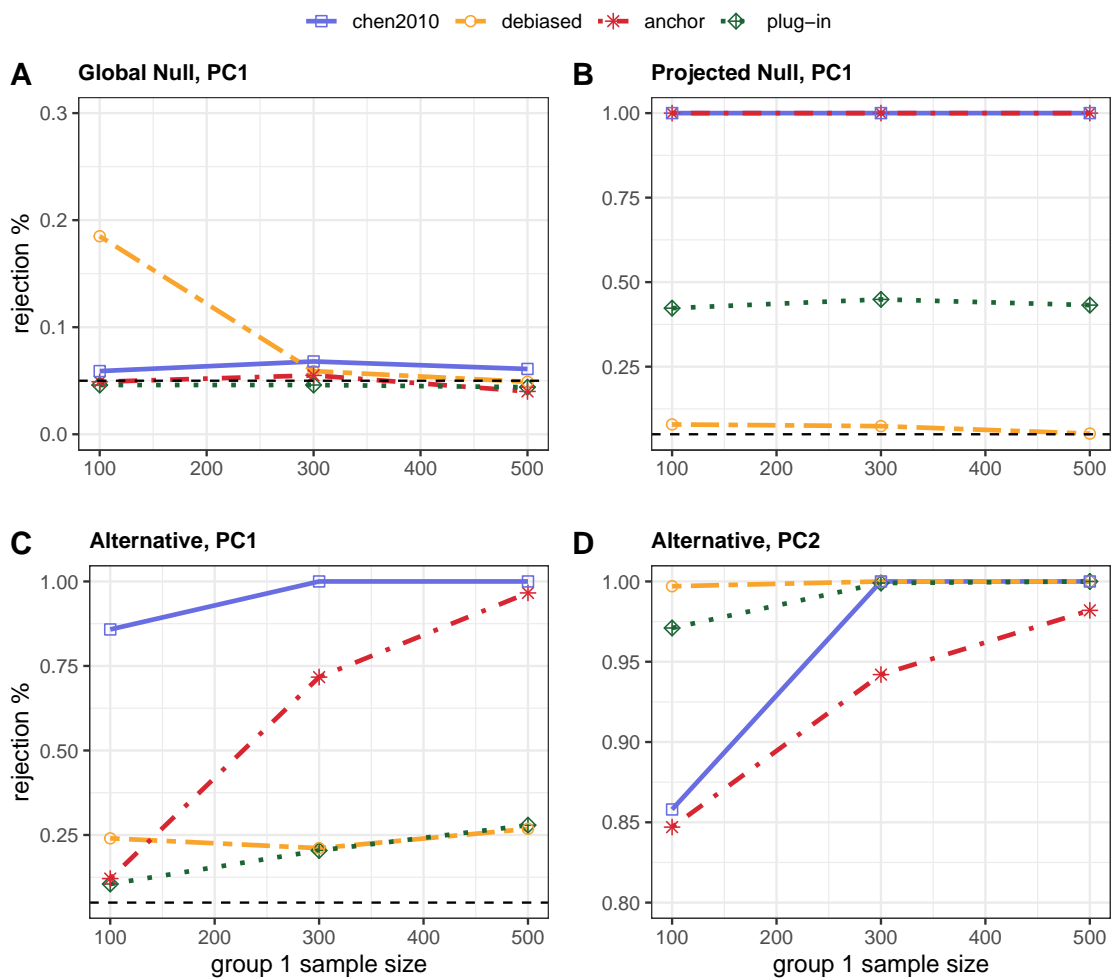 chen2010 debiased anchor plug−in
A Global Null, PC1
rejection %
0.3
0.2
0.1
0.0
100 200 300 400 500
B Projected Null, PC1
1.00
0.75
0.50
0.25
100 200 300 400 500
C Alternative, PC1
rejection %
1.00
0.75
0.50
0.25
100 200 300 400 500
group 1 sample size
D Alternative, PC2
1.00
0.95
0.90
0.85
0.80
100 200 300 400 500
group 1 sample size